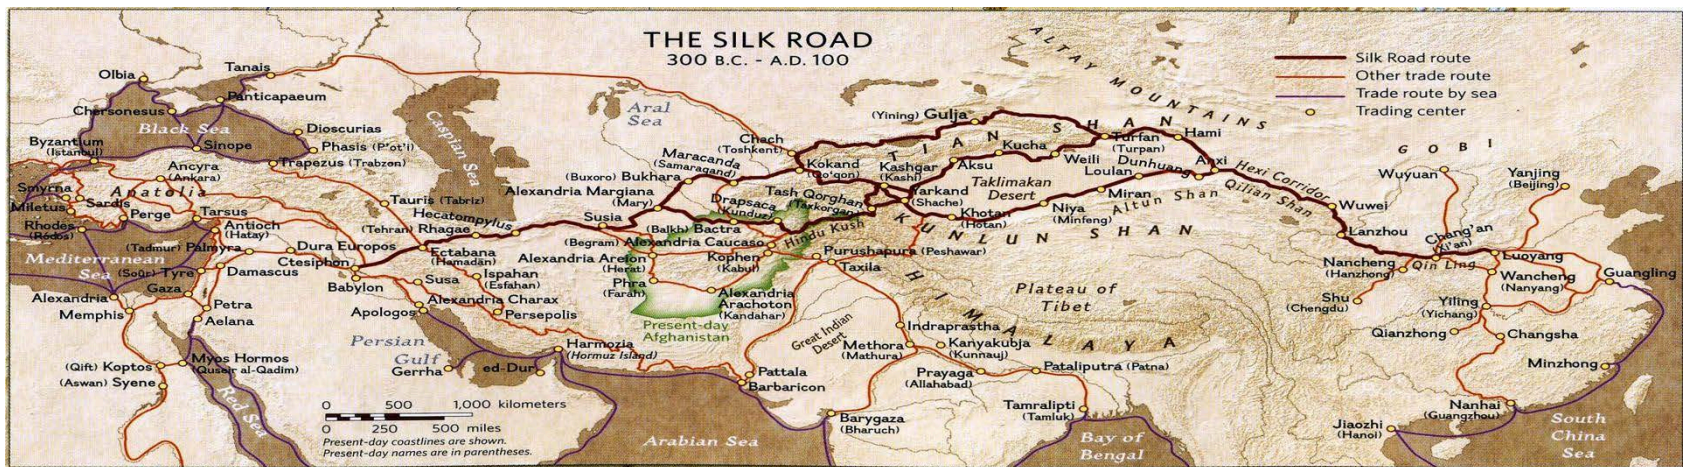 THE SILK ROAD
300 B.C. - A.D. 100
Silk Road route
Other trade route
Trade route by sea
Trading center
ALTAY MOUNTAINS
GOBI
Olbia
Tanais
Panticapaeum
Chersonesus
Black Sea
Dioscurias
Phasis (P'ot'i)
Byzantium
(Istanbul)
Sinope
Trapezus (Trabzen)
Ancyra
(Ankara)
Anatolia
Smyrna
Sardis
Miletus
Perge
Rhodes
(Ródos)
Tarsus
Antioch
(Hatay)
Mediterranean
Sea
(Tadmur) Palmyra
(Soûr) Tyre
Damascus
Gaza
Alexandria
Memphis
Petra
Aelana
(Qift) Koptos
(Aswan) Syene
Myos Hormos
(Quseir al-Qadim)
Red Sea
Dura Europos
Ctesiphon
Babylon
Tauris (Tabriz)
Hecatompylus
(Tehran) Rhagae
Ectabana
(Hamadan)
Susa
Ispahan
(Esfahan)
Alexandria Charax
Apologos
Persepolis
Persian
Gulf
Gerrha
ed-Dur
Harmozia
(Hormuz Island)
Caspian Sea
Aral
Sea
Chach
(Toshkent)
Maracanda
(Samaraqand)
(Buxoro) Bukhara
Alexandria Margiana
(Mary)
Susia
Kokand
(Qo'qon)
Tash Qorghan
(Taxkorgan)
Drapsaca
(Kunduz)
(Balkh) Bactra
(Begram) Alexandria Caucaso
Hindu Kush
Alexandria Areion
(Herat)
Kophen
(Kabul)
Phra
(Farah)
Alexandria
Arachoton
(Kandahar)
Present-day
Afghanistan
Purushapura (Peshawar)
Taxila
(Yining) Gulja
TIAN SHAN
Kashgar
(Kashi)
Aksu
Kucha
Weili
Turfan
(Turpan)
Hami
Yarkand
(Shache)
Taklimakan
Desert
Loulan
Dunhuang
Anxi
Hexi Corridor
Qilian Shan
Miran
Altun Shan
Khotan
(Hotan)
Niya
(Minfeng)
KUNLUN SHAN
Plateau of
Tibet
HIMALAYA
Great Indian
Desert
Indraprastha
Methora
(Mathura)
Kanyakubja
(Kunnauj)
Prayaga
(Allahabad)
Pataliputra (Patna)
Tamralipti
(Tamluk)
Pattala
Barbaricon
Barygaza
(Bharuch)
Arabian Sea
Bay of
Bengal
Wuyuan
Yanjing
(Beijing)
Wuwei
Lanzhou
Chang'an
(Xi'an)
Luoyang
Nancheng
(Hanzhong)
Qin Ling
Wancheng
(Nanyang)
Guangling
Shu
(Chengdu)
Yiling
(Yichang)
Qianzhong
Changsha
Minzhong
Nanhai
(Guangzhou)
Jiaozhi
(Hanoi)
South
China
Sea
0 500 1,000 kilometers
0 250 500 miles
Present-day coastlines are shown.
Present-day names are in parentheses.